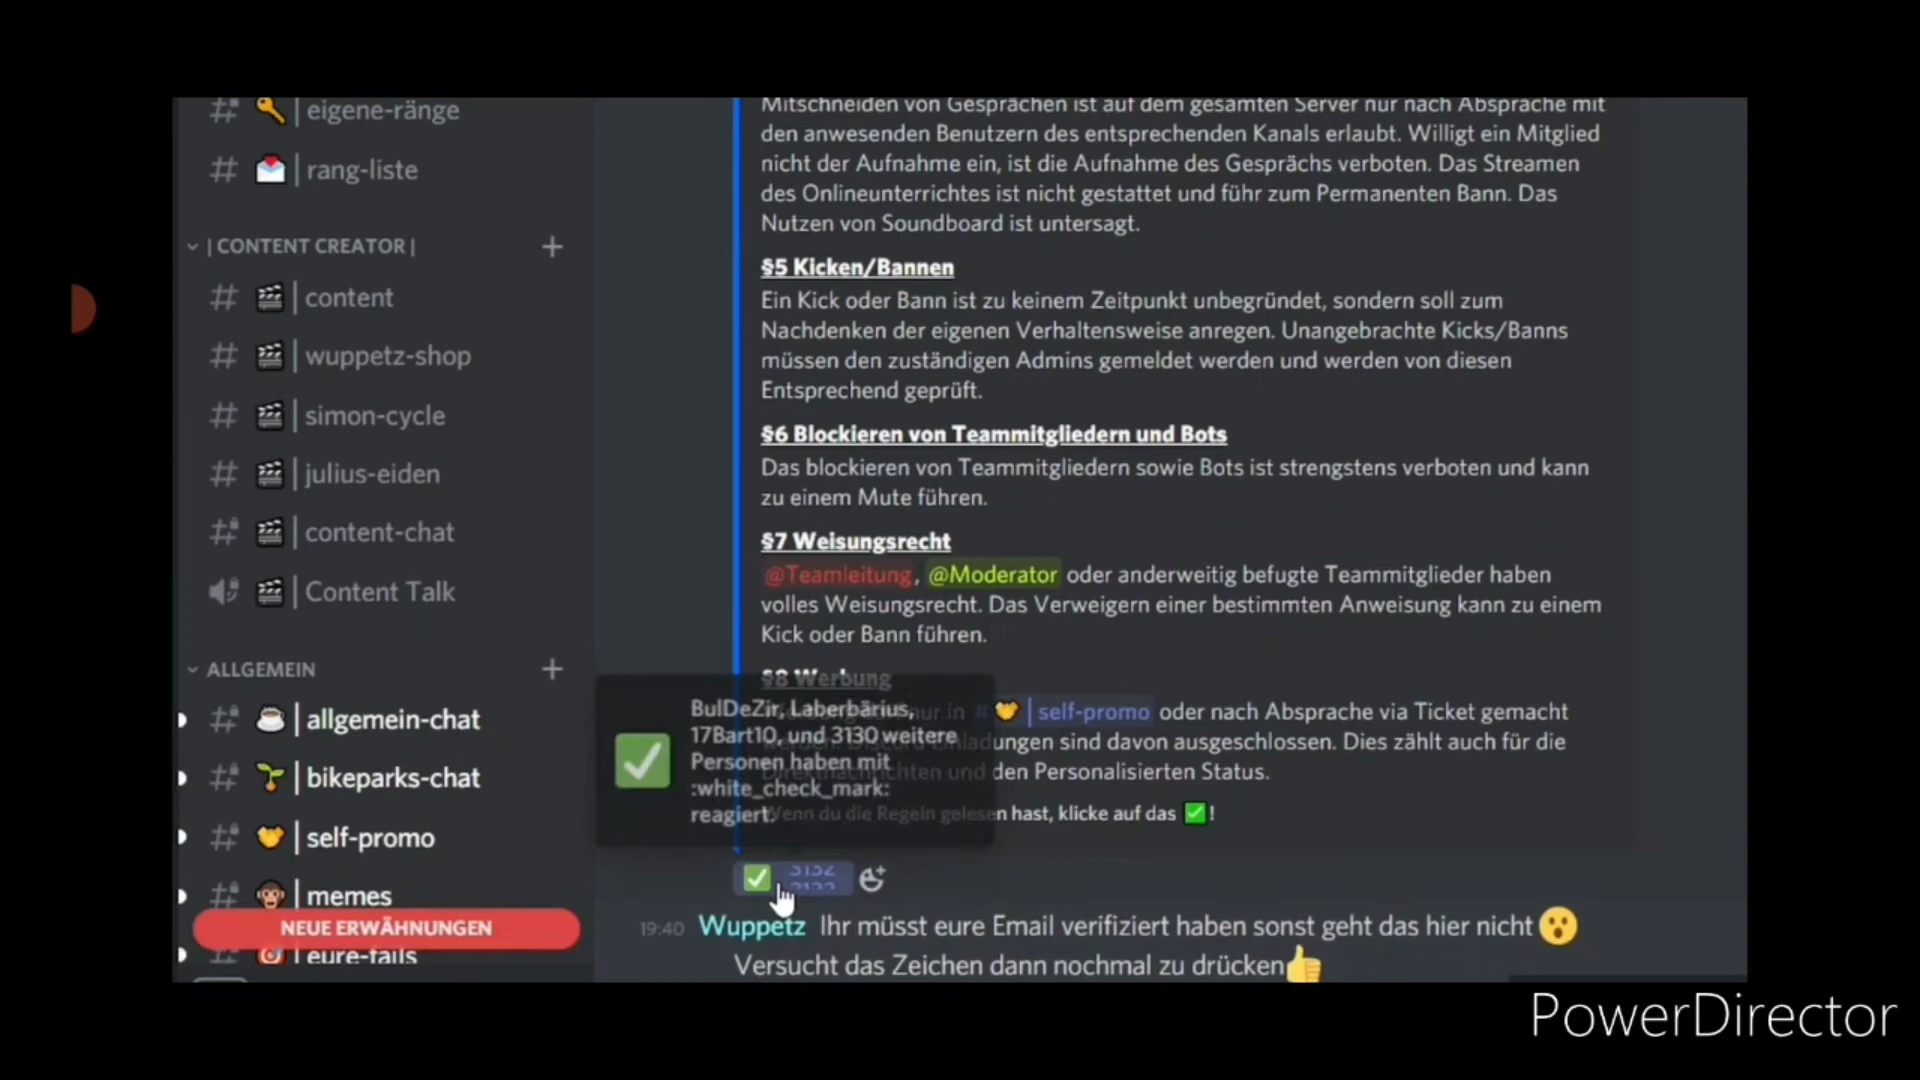 eigene-ränge
rang-liste
| CONTENT CREATOR |
content
wuppetz-shop
simon-cycle
julius-eiden
content-chat
Content Talk
ALLGEMEIN
allgemein-chat
bikeparks-chat
self-promo
memes
NEUE ERWÄHNUNGEN
eure-fails
Mitschneiden von Gesprächen ist auf dem gesamten Server nur nach Absprache mit
den anwesenden Benutzern des entsprechenden Kanals erlaubt. Willigt ein Mitglied
nicht der Aufnahme ein, ist die Aufnahme des Gesprächs verboten. Das Streamen
des Onlineunterrichtes ist nicht gestattet und führ zum Permanenten Bann. Das
Nutzen von Soundboard ist untersagt.
§5 Kicken/Bannen
Ein Kick oder Bann ist zu keinem Zeitpunkt unbegründet, sondern soll zum
Nachdenken der eigenen Verhaltensweise anregen. Unangebrachte Kicks/Banns
müssen den zuständigen Admins gemeldet werden und werden von diesen
Entsprechend geprüft.
§6 Blockieren von Teammitgliedern und Bots
Das blockieren von Teammitgliedern sowie Bots ist strengstens verboten und kann
zu einem Mute führen.
§7 Weisungsrecht
@Teamleitung, @Moderator oder anderweitig befugte Teammitglieder haben
volles Weisungsrecht. Das Verweigern einer bestimmten Anweisung kann zu einem
Kick oder Bann führen.
§8 Werbung
nur in # | self-promo oder nach Absprache via Ticket gemacht
sind davon ausgeschlossen. Dies zählt auch für die
und den Personalisierten Status.
Wenn du die Regeln gelesen hast, klicke auf das ✅!
BulDeZir, Laberbärius,
17Bart10, und 3130 weitere
Personen haben mit
:white_check_mark:
reagiert.
19:40 Wuppetz Ihr müsst eure Email verifiziert haben sonst geht das hier nicht😮
Versucht das Zeichen dann nochmal zu drücken👍
PowerDirector